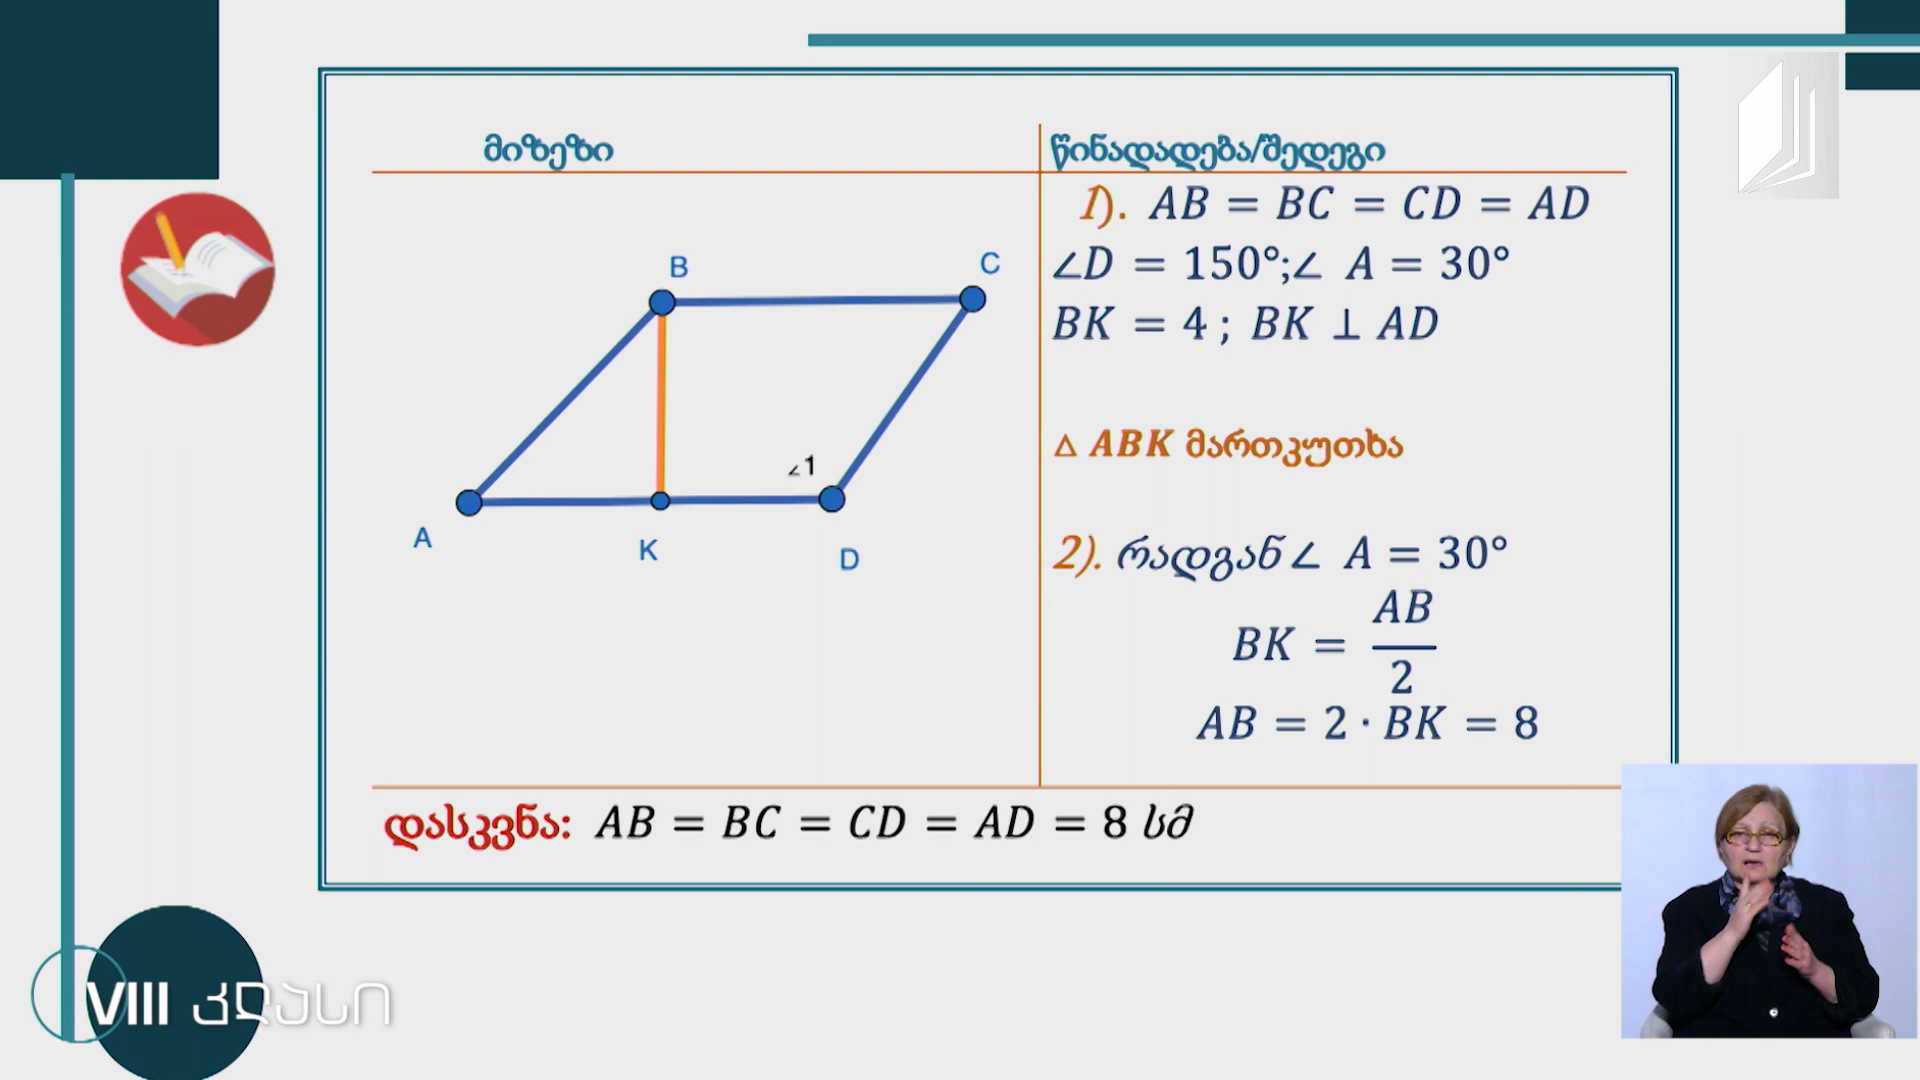 მიზეზი
წინადადება/შედეგი
1). AB = BC = CD = AD
∠D = 150°;∠ A = 30°
BK = 4 ; BK ⊥ AD
△ ABK მართკუთხა
2). რადგან ∠ A = 30°
BK = AB/2
AB = 2 · BK = 8
B
C
∠1
A
K
D
დასკვნა: AB = BC = CD = AD = 8 სმ
VIII კლასი